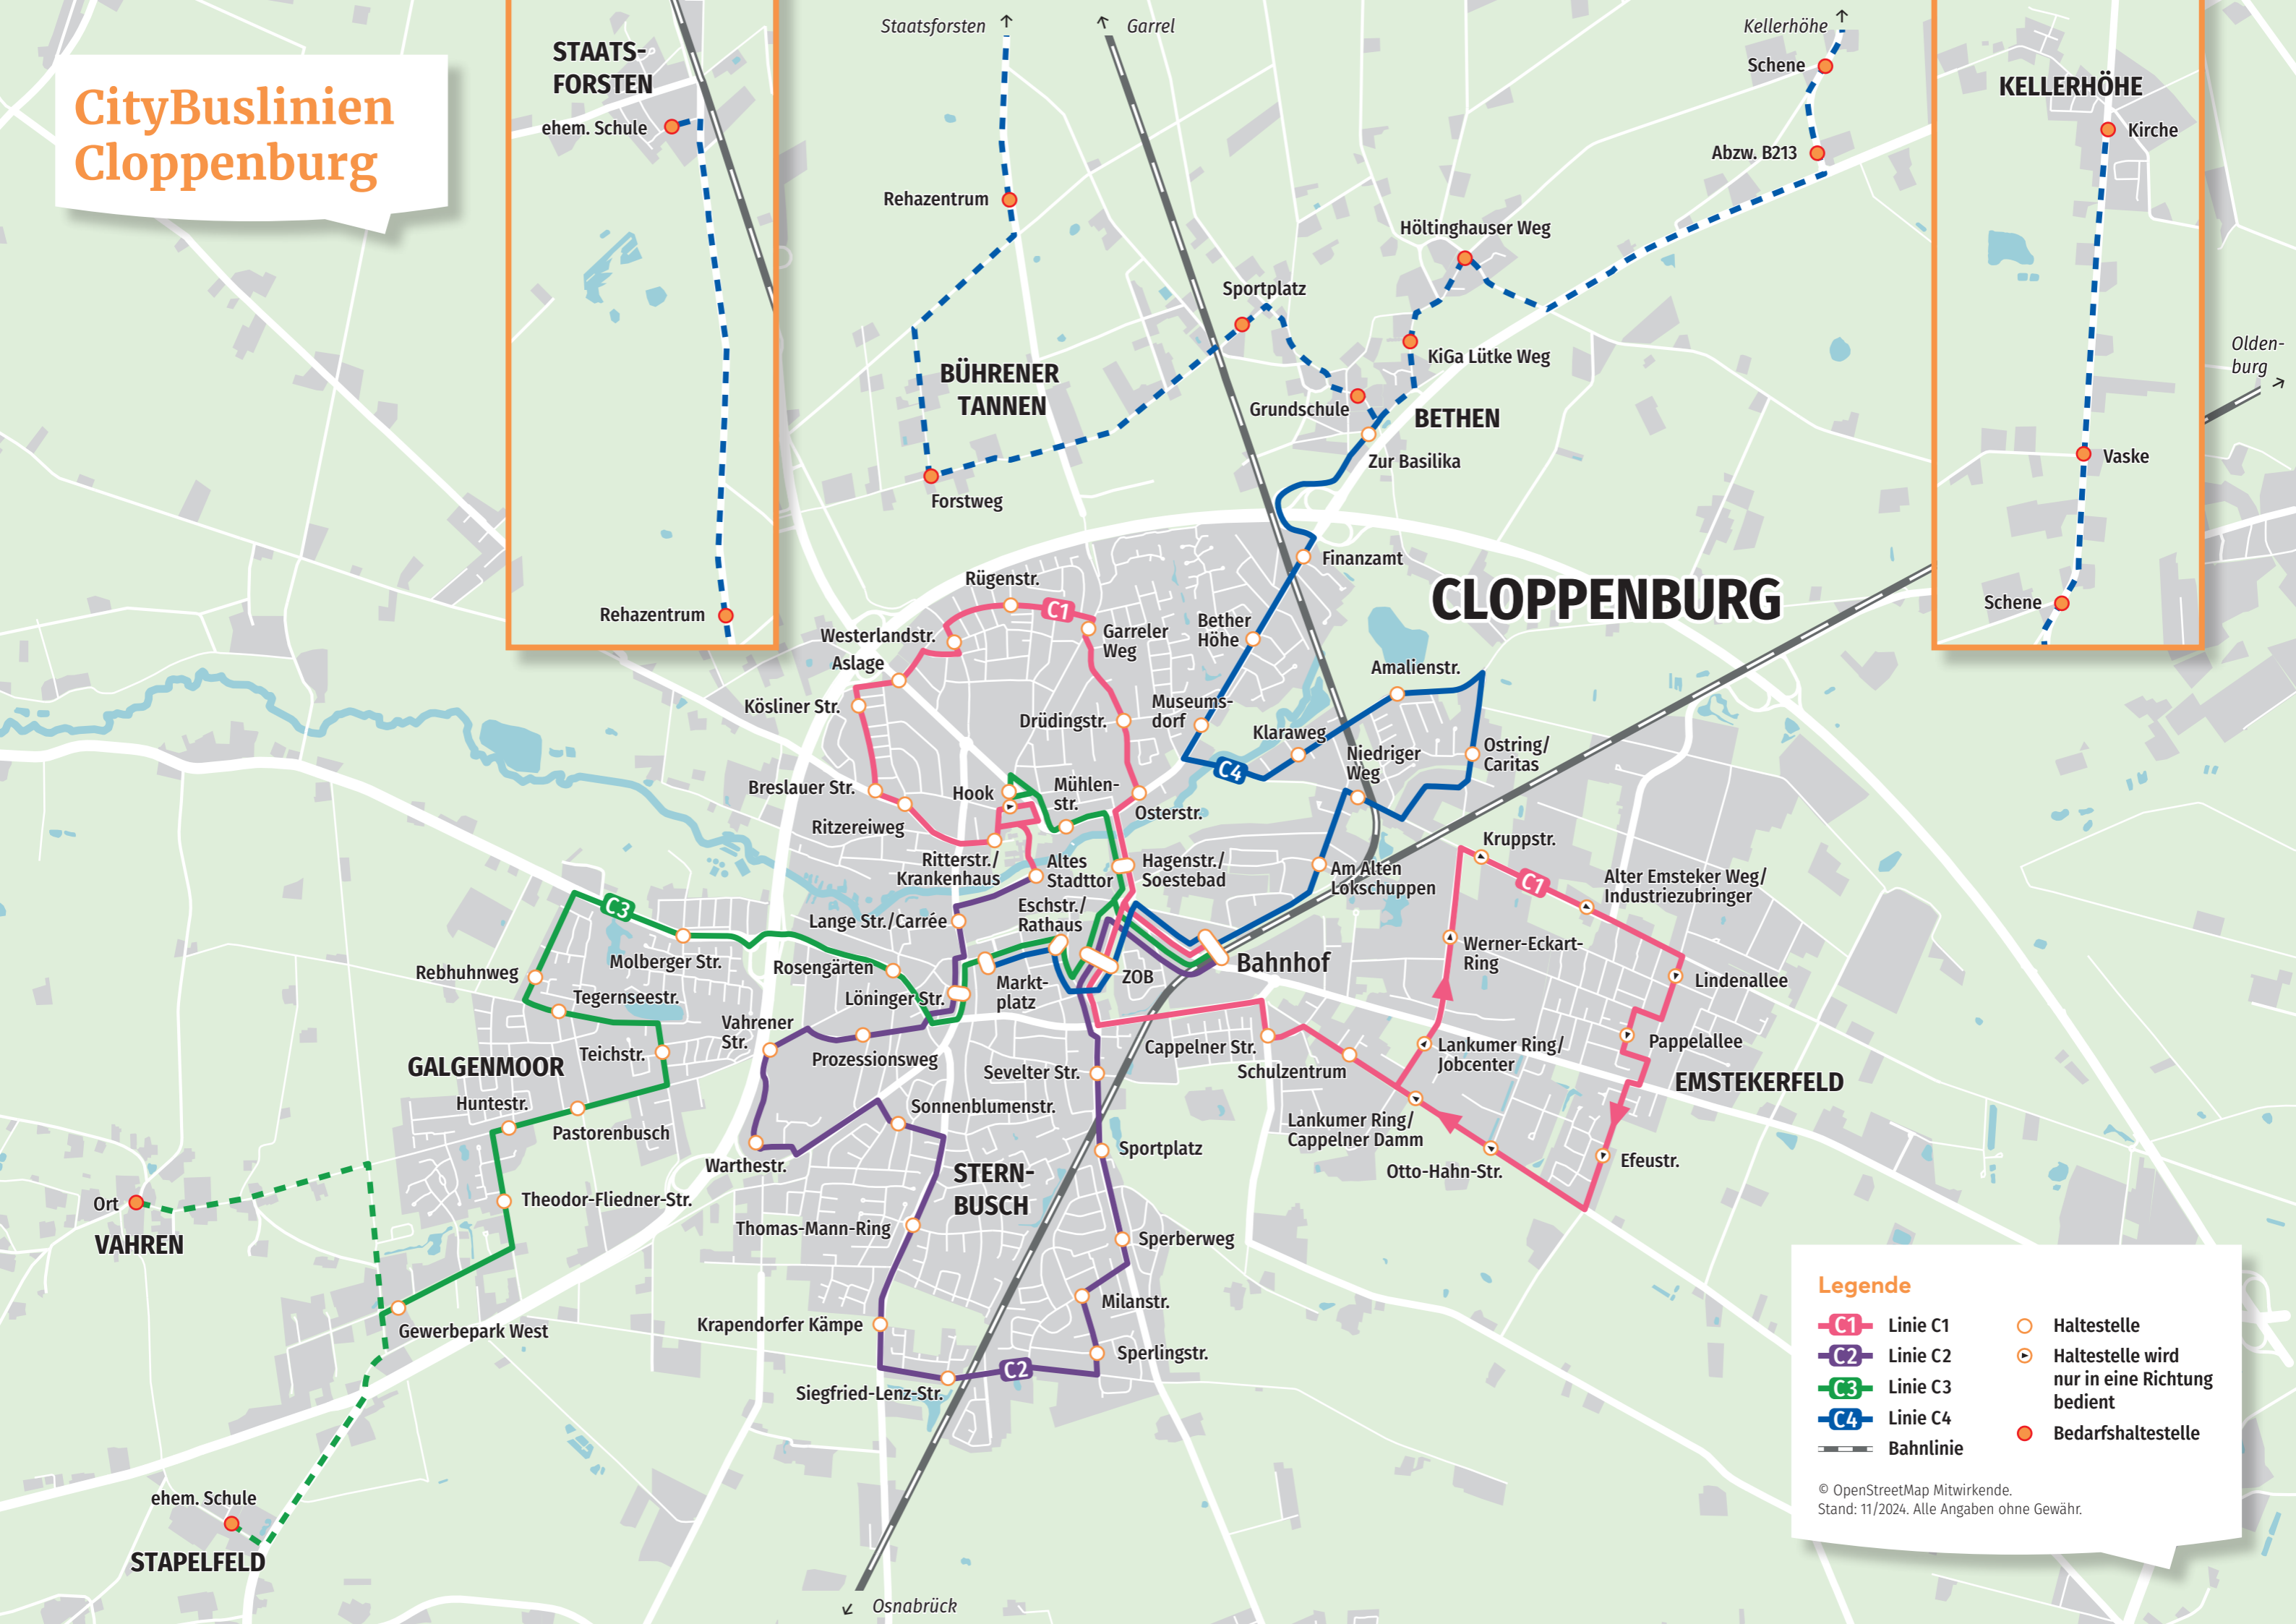 CityBuslinien
Cloppenburg
STAATS-
FORSTEN
ehem. Schule
Rehazentrum
Staatsforsten
Garrel
Kellerhöhe
Schene
Abzw. B213
KELLERHÖHE
Kirche
Vaske
Schene
Olden-
burg
Rehazentrum
Höltinghauser Weg
Sportplatz
KiGa Lütke Weg
BÜHRENER
TANNEN
Grundschule
BETHEN
Zur Basilika
Forstweg
Finanzamt
CLOPPENBURG
Rügenstr.
C1
Westerlandstr.
Garreler
Weg
Bether
Höhe
Aslage
Amalienstr.
Kösliner Str.
Drüdingstr.
Museums-
dorf
Klaraweg
C4
Niedriger
Weg
Ostring/
Caritas
Breslauer Str.
Hook
Mühlen-
str.
Osterstr.
Ritzereiweg
Ritterstr./
Krankenhaus
Altes
Stadttor
Hagenstr./
Soestebad
Am Alten
Lokschuppen
Kruppstr.
C1
Alter Emsteker Weg/
Industriezubringer
C3
Lange Str./Carrée
Eschstr./
Rathaus
Molberger Str.
Rosengärten
Werner-Eckart-
Ring
Bahnhof
ZOB
Rebhuhnweg
Lindenallee
Tegernseestr.
Löninger Str.
Markt-
platz
Vahrener
Str.
Teichstr.
Prozessionsweg
Cappelner Str.
Lankumer Ring/
Jobcenter
Pappelallee
GALGENMOOR
Sevelter Str.
Schulzentrum
EMSTEKERFELD
Huntestr.
Sonnenblumenstr.
Pastorenbusch
Lankumer Ring/
Cappelner Damm
Warthestr.
Sportplatz
Otto-Hahn-Str.
Efeustr.
STERN-
BUSCH
Ort
Theodor-Fliedner-Str.
VAHREN
Thomas-Mann-Ring
Sperberweg
Milanstr.
Krapendorfer Kämpe
Gewerbepark West
Sperlingstr.
C2
Siegfried-Lenz-Str.
ehem. Schule
STAPELFELD
Osnabrück
Legende
C1 Linie C1
C2 Linie C2
C3 Linie C3
C4 Linie C4
Bahnlinie
Haltestelle
Haltestelle wird
nur in eine Richtung
bedient
Bedarfshaltestelle
© OpenStreetMap Mitwirkende.
Stand: 11/2024. Alle Angaben ohne Gewähr.